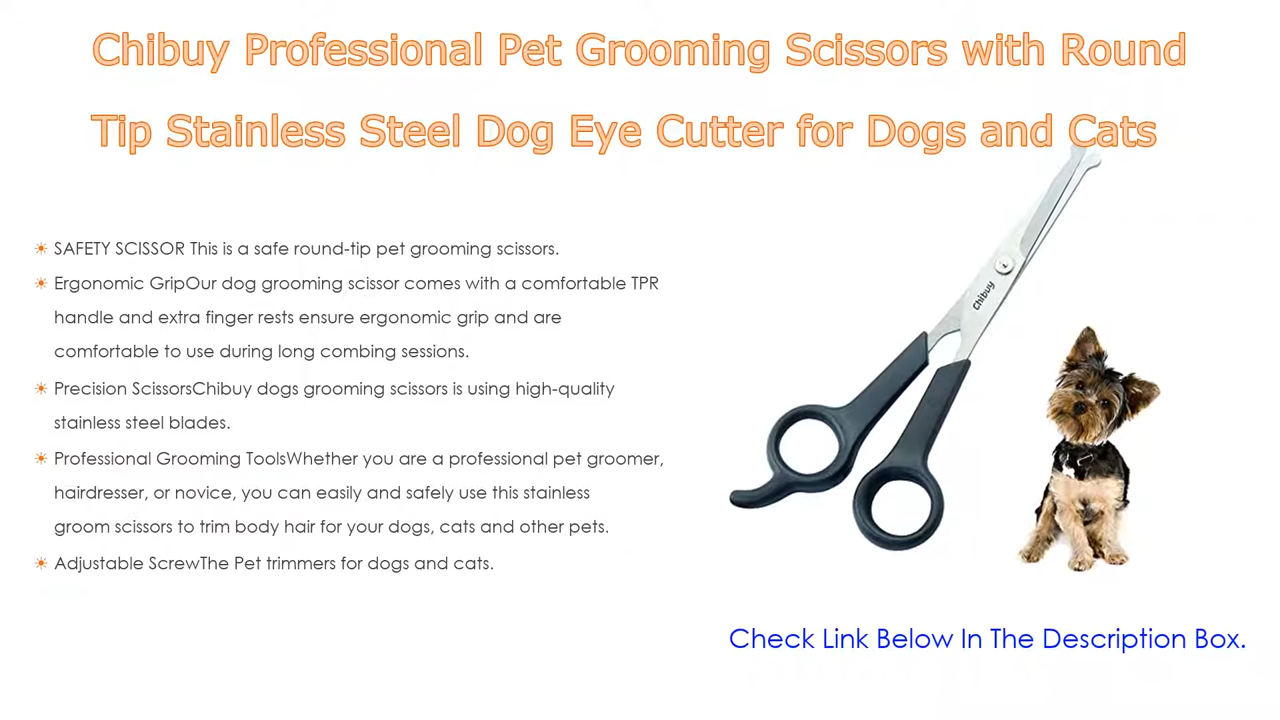 Chibuy Professional Pet Grooming Scissors with Round
Tip Stainless Steel Dog Eye Cutter for Dogs and Cats
SAFETY SCISSOR This is a safe round-tip pet grooming scissors.
Ergonomic GripOur dog grooming scissor comes with a comfortable TPR
handle and extra finger rests ensure ergonomic grip and are
comfortable to use during long combing sessions.
Precision ScissorsChibuy dogs grooming scissors is using high-quality
stainless steel blades.
Professional Grooming ToolsWhether you are a professional pet groomer,
hairdresser, or novice, you can easily and safely use this stainless
groom scissors to trim body hair for your dogs, cats and other pets.
Adjustable ScrewThe Pet trimmers for dogs and cats.
Chibuy
Check Link Below In The Description Box.